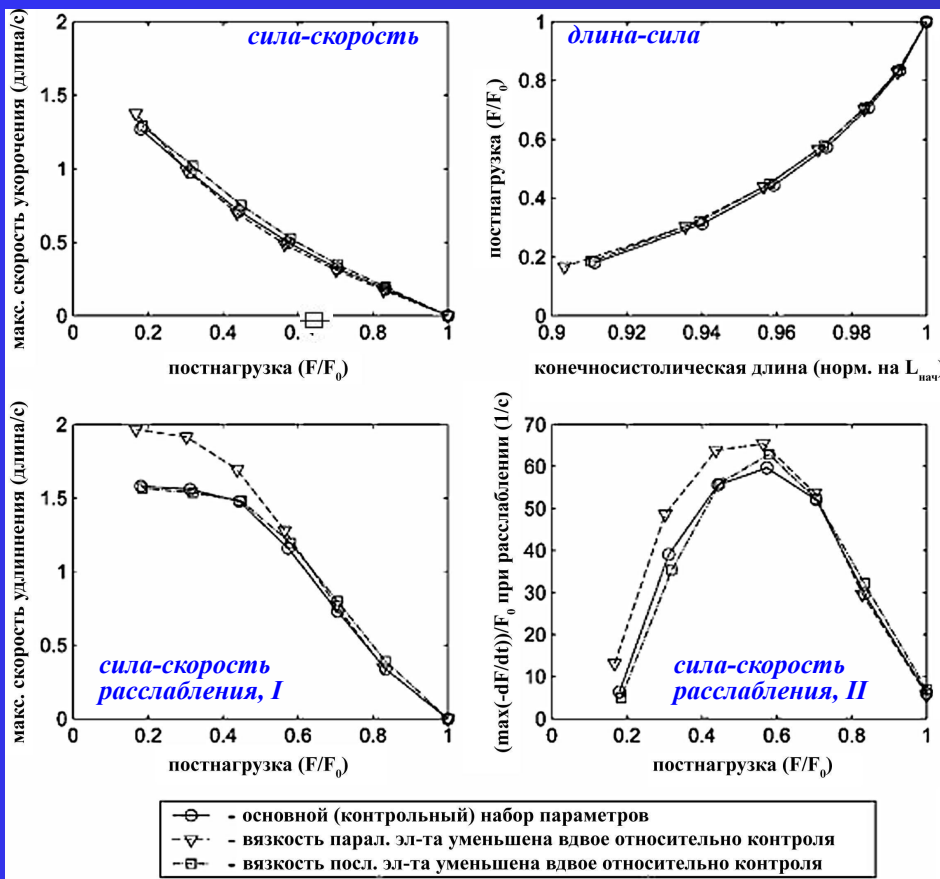 сила-скорость
макс. скорость укорочения (длина/с)
2
1.5
1
0.5
0
0 0.2 0.4 0.6 0.8 1
постнагрузка (F/F₀)
длина-сила
постнагрузка (F/F₀)
1
0.8
0.6
0.4
0.2
0
0.9 0.92 0.94 0.96 0.98 1
конечносистолическая длина (норм. на Lнач.)
макс. скорость удлиннения (длина/с)
2
1.5
1
0.5
0
сила-скорость
расслабления, I
0 0.2 0.4 0.6 0.8 1
постнагрузка (F/F₀)
(max(-dF/dt))/F₀ при расслаблении (1/с)
70
60
50
40
30
20
10
0
сила-скорость
расслабления, II
0 0.2 0.4 0.6 0.8 1
постнагрузка (F/F₀)
- основной (контрольный) набор параметров
- вязкость парал. эл-та уменьшена вдвое относительно контроля
- вязкость посл. эл-та уменьшена вдвое относительно контроля